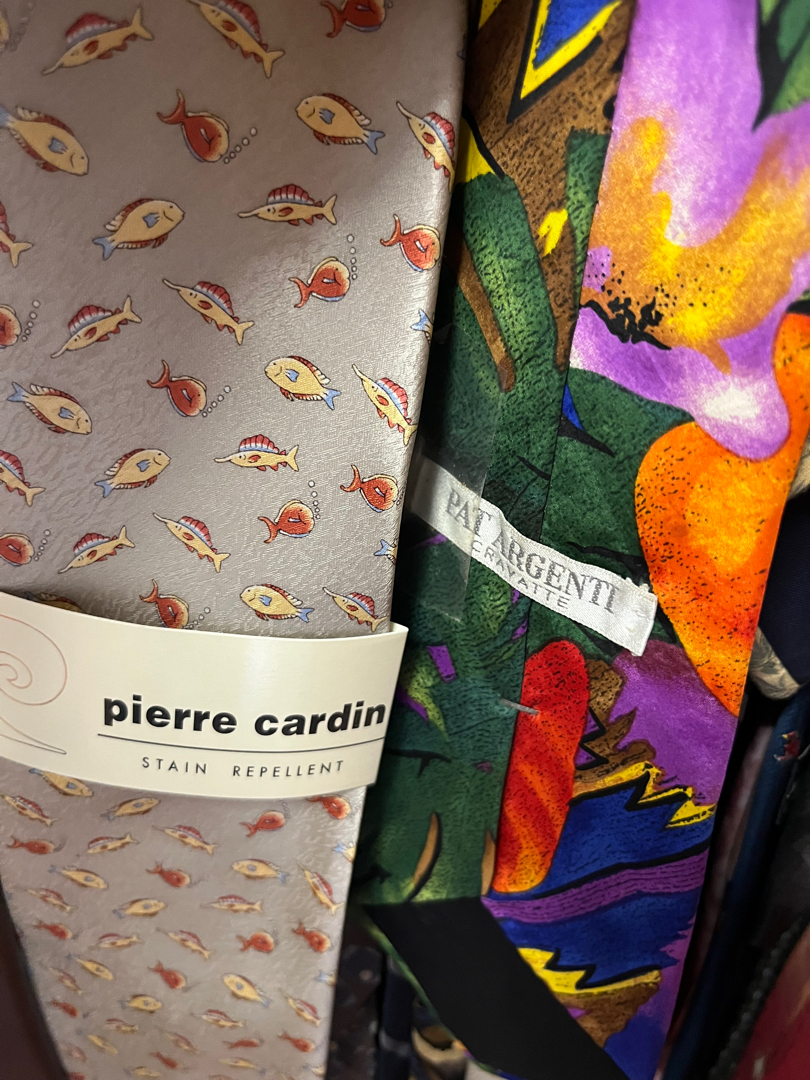 pierre cardin
STAIN REPELLENT
PAT ARGENTI
CRAVATTE